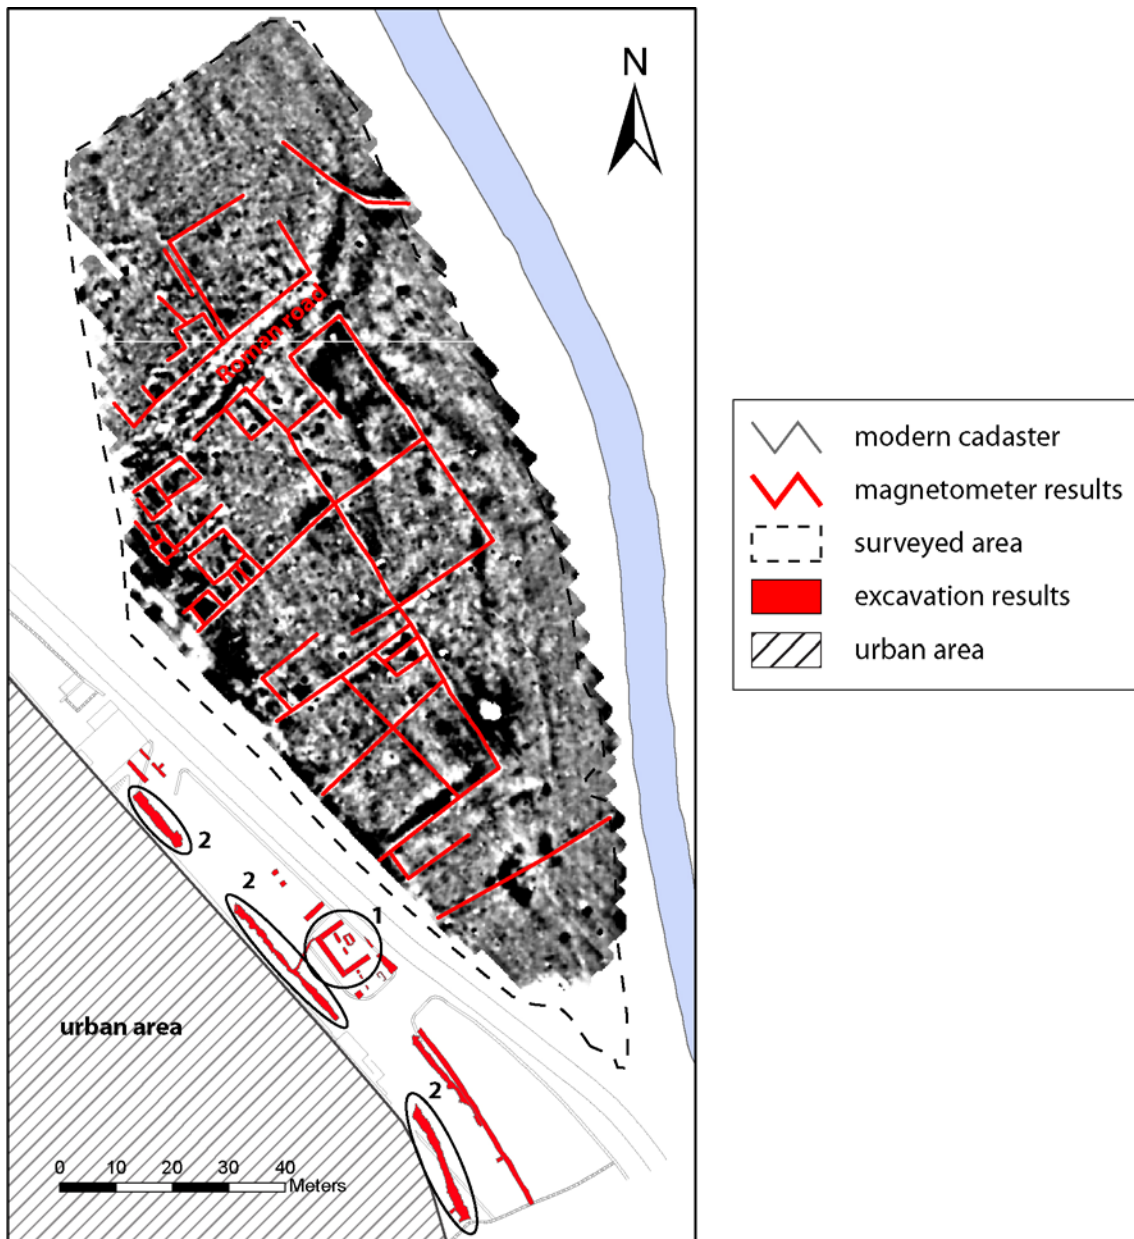 N
Roman road
2
2
1
urban area
2
0 10 20 30 40
Meters
modern cadaster
magnetometer results
surveyed area
excavation results
urban area